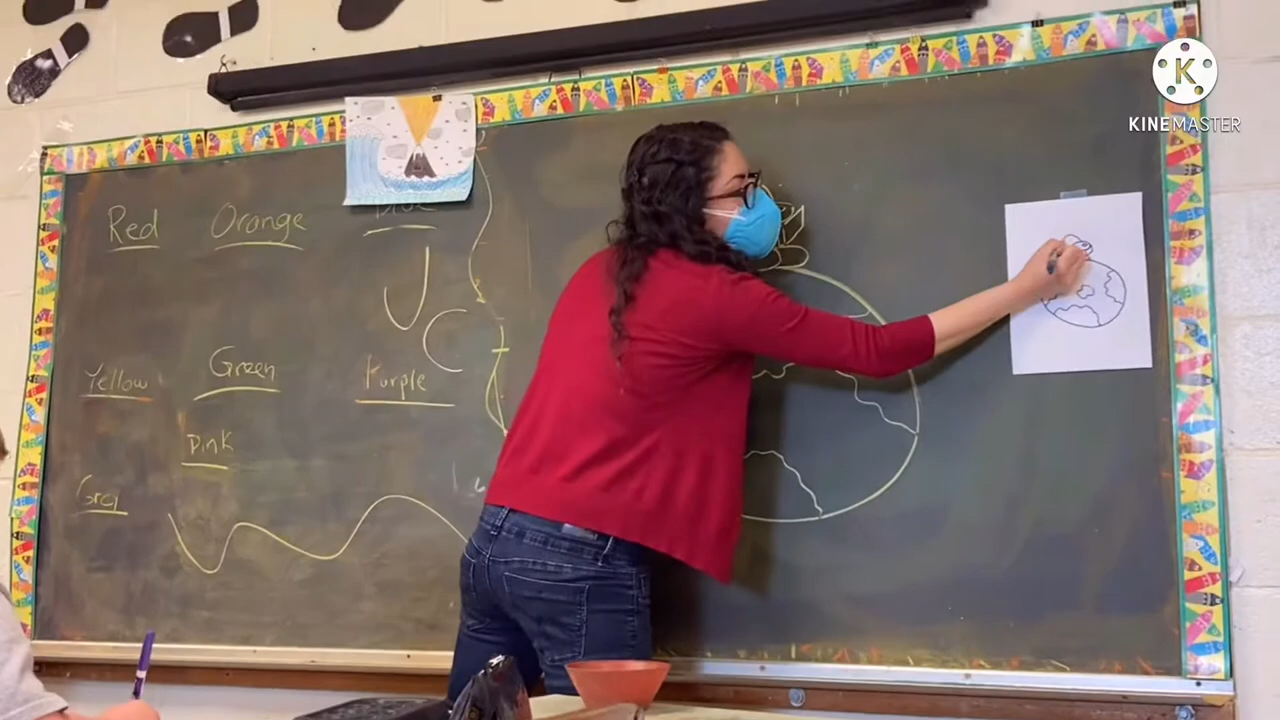 K
KINEMASTER
Red Orange
Yellow Green Purple
Pink
Grey
J
C